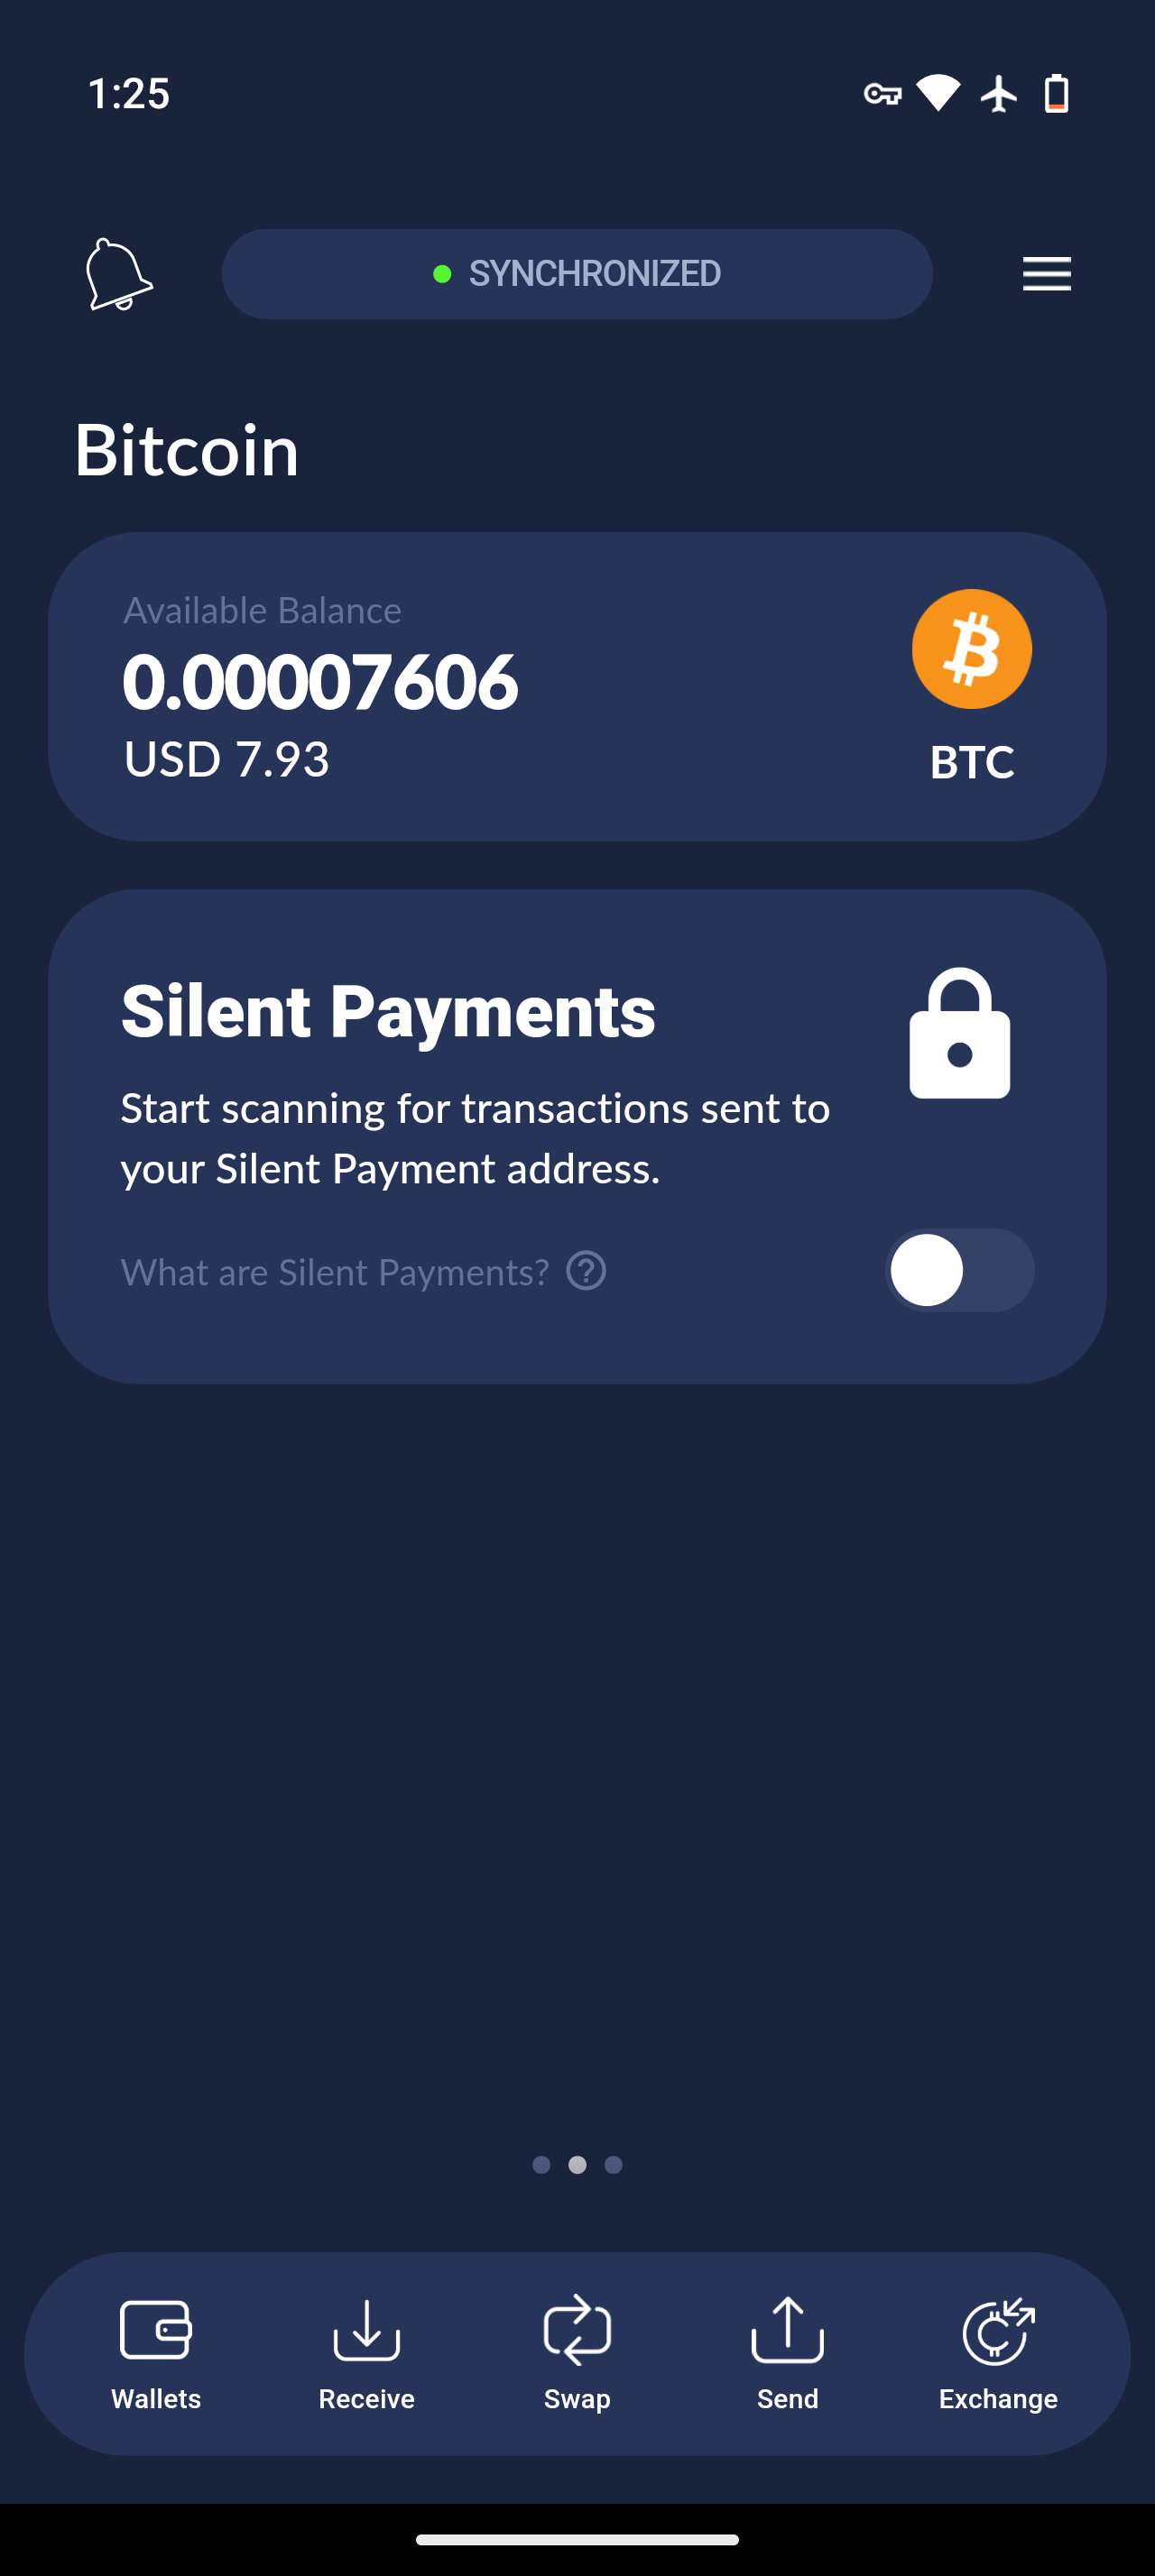 1:25
SYNCHRONIZED
Bitcoin
Available Balance
0.00007606
USD 7.93
BTC
Silent Payments
Start scanning for transactions sent to
your Silent Payment address.
What are Silent Payments?
Wallets
Receive
Swap
Send
Exchange